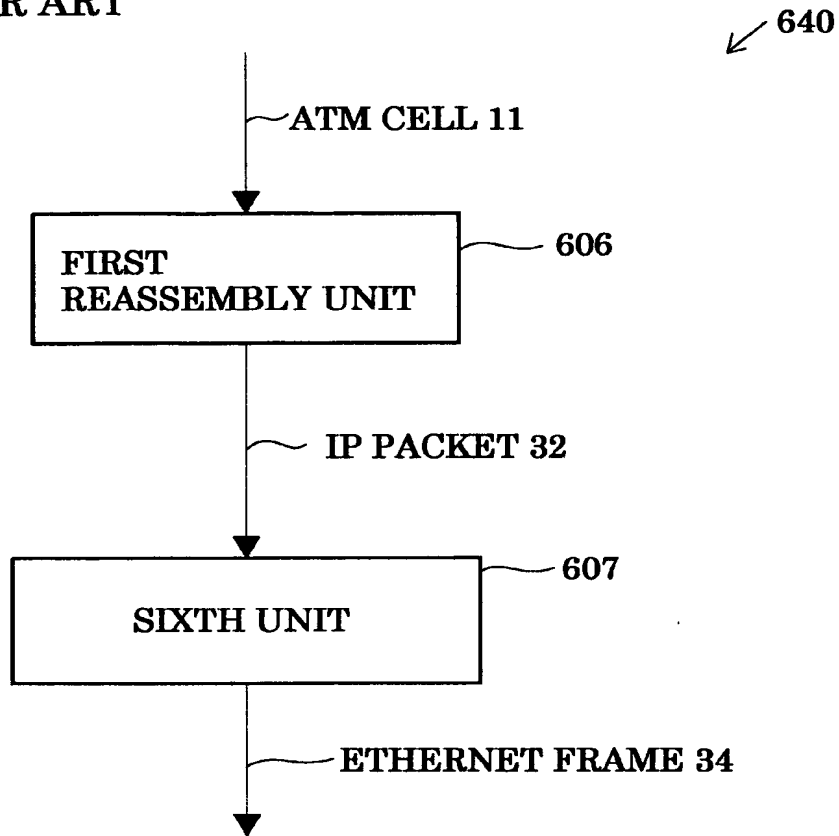 R ART
640
ATM CELL 11
606
FIRST
REASSEMBLY UNIT
IP PACKET 32
607
SIXTH UNIT
ETHERNET FRAME 34